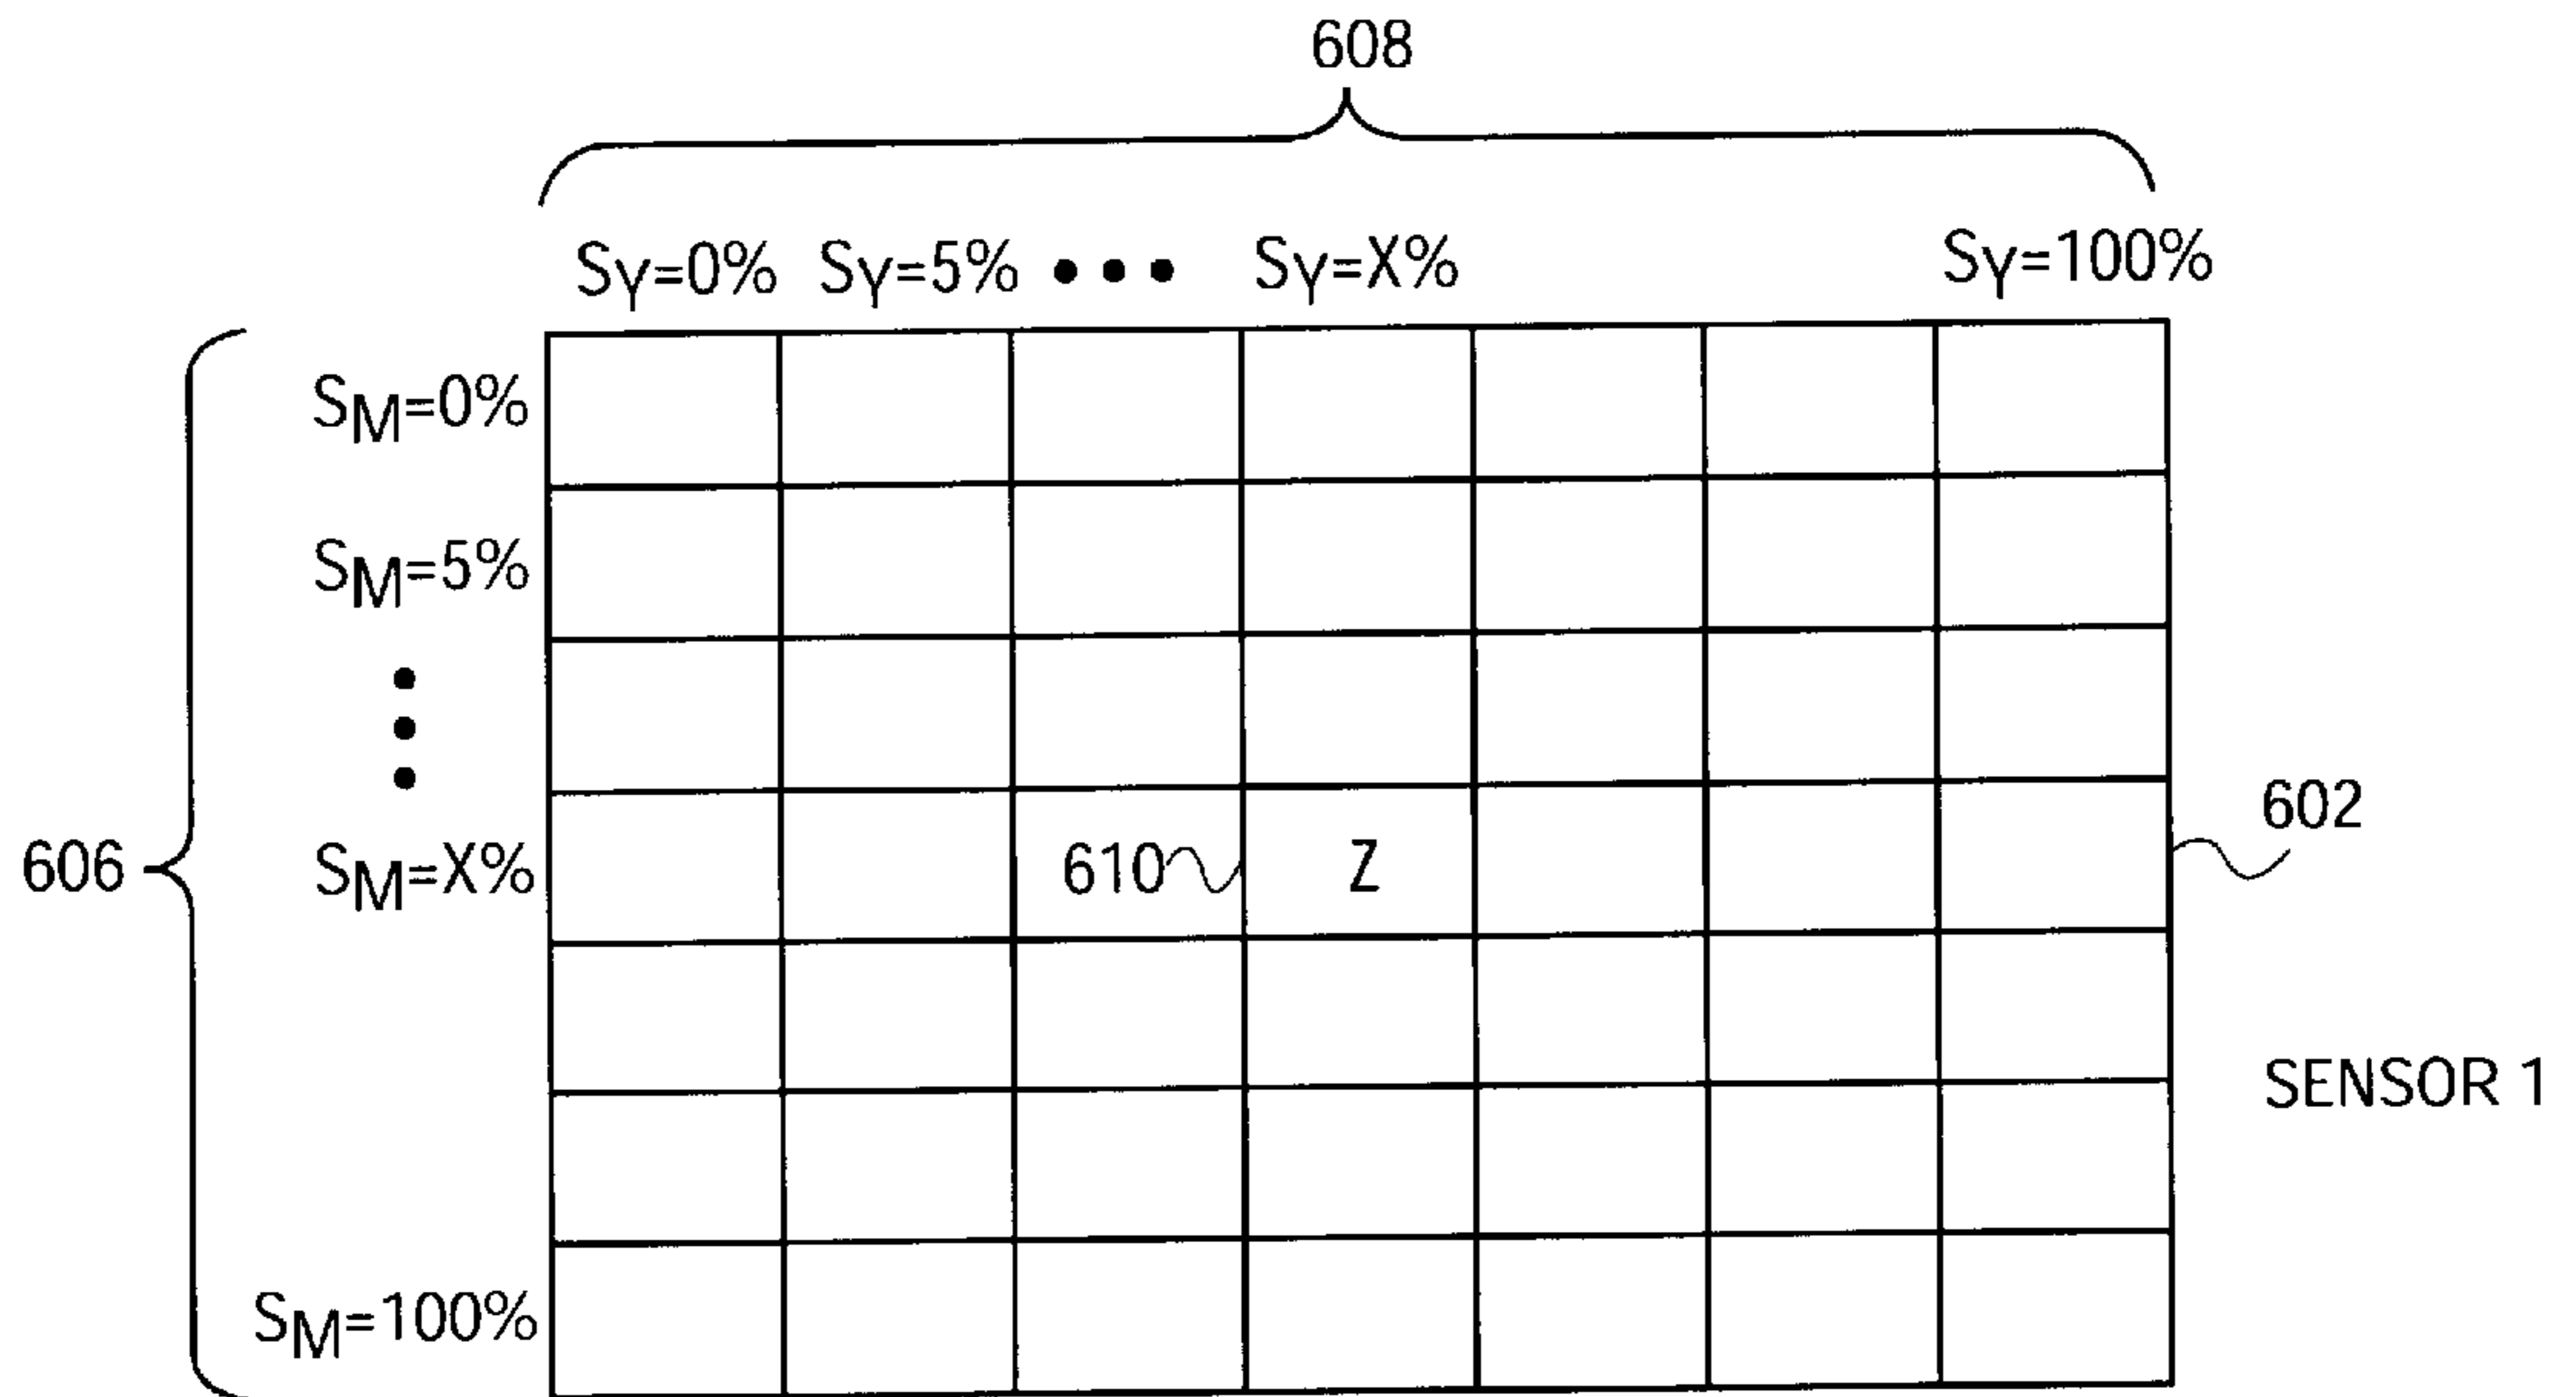 608
SY=0% SY=5% ••• SY=X% SY=100%
SM=0%
SM=5%
606 SM=X% 610 Z 602
SENSOR 1
SM=100%